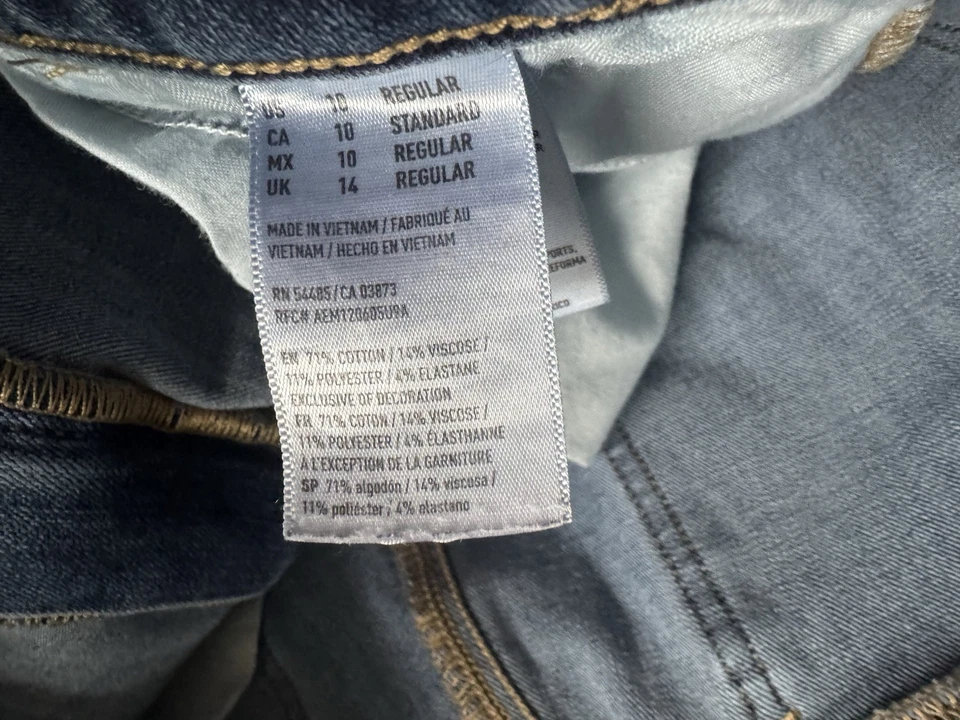 US 10 REGULAR
CA 10 STANDARD
MX 10 REGULAR
UK 14 REGULAR
MADE IN VIETNAM / FABRIQUÉ AU
VIETNAM / HECHO EN VIETNAM
RN 54485 / CA 03873
RFC# AEM120605U9A
EN 71% COTTON / 14% VISCOSE /
11% POLYESTER / 4% ELASTANE
EXCLUSIVE OF DECORATION
FR 71% COTON / 14% VISCOSE /
11% POLYESTER / 4% ÉLASTHANNE
À L'EXCEPTION DE LA GARNITURE
SP 71% algodón / 14% viscosa /
11% poliéster / 4% elastano